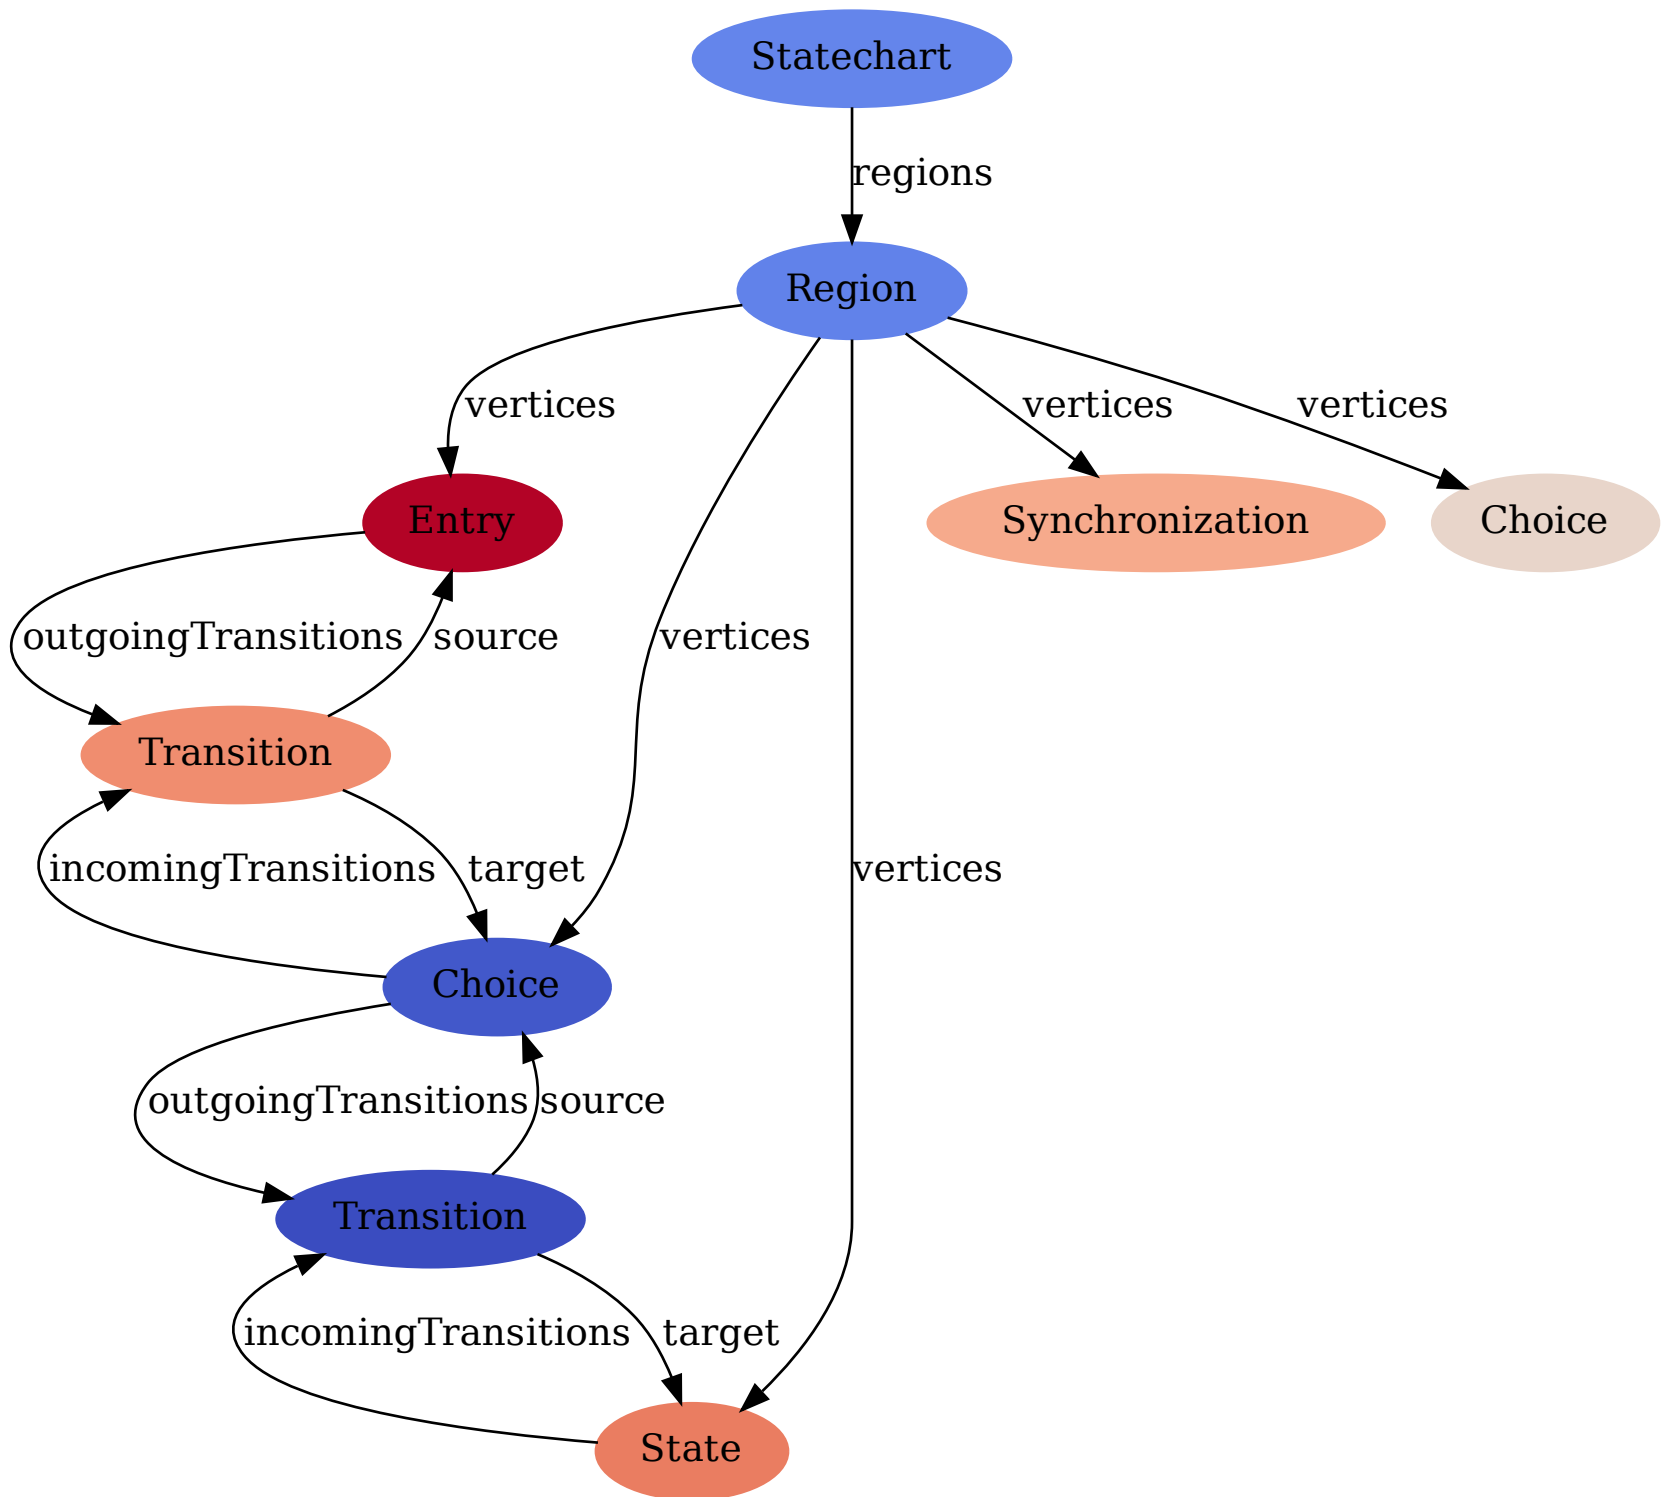 Statechart
regions
Region
vertices
vertices
vertices
Entry
Synchronization
Choice
outgoingTransitions
source
vertices
Transition
incomingTransitions
target
vertices
Choice
outgoingTransitions
source
Transition
incomingTransitions
target
State